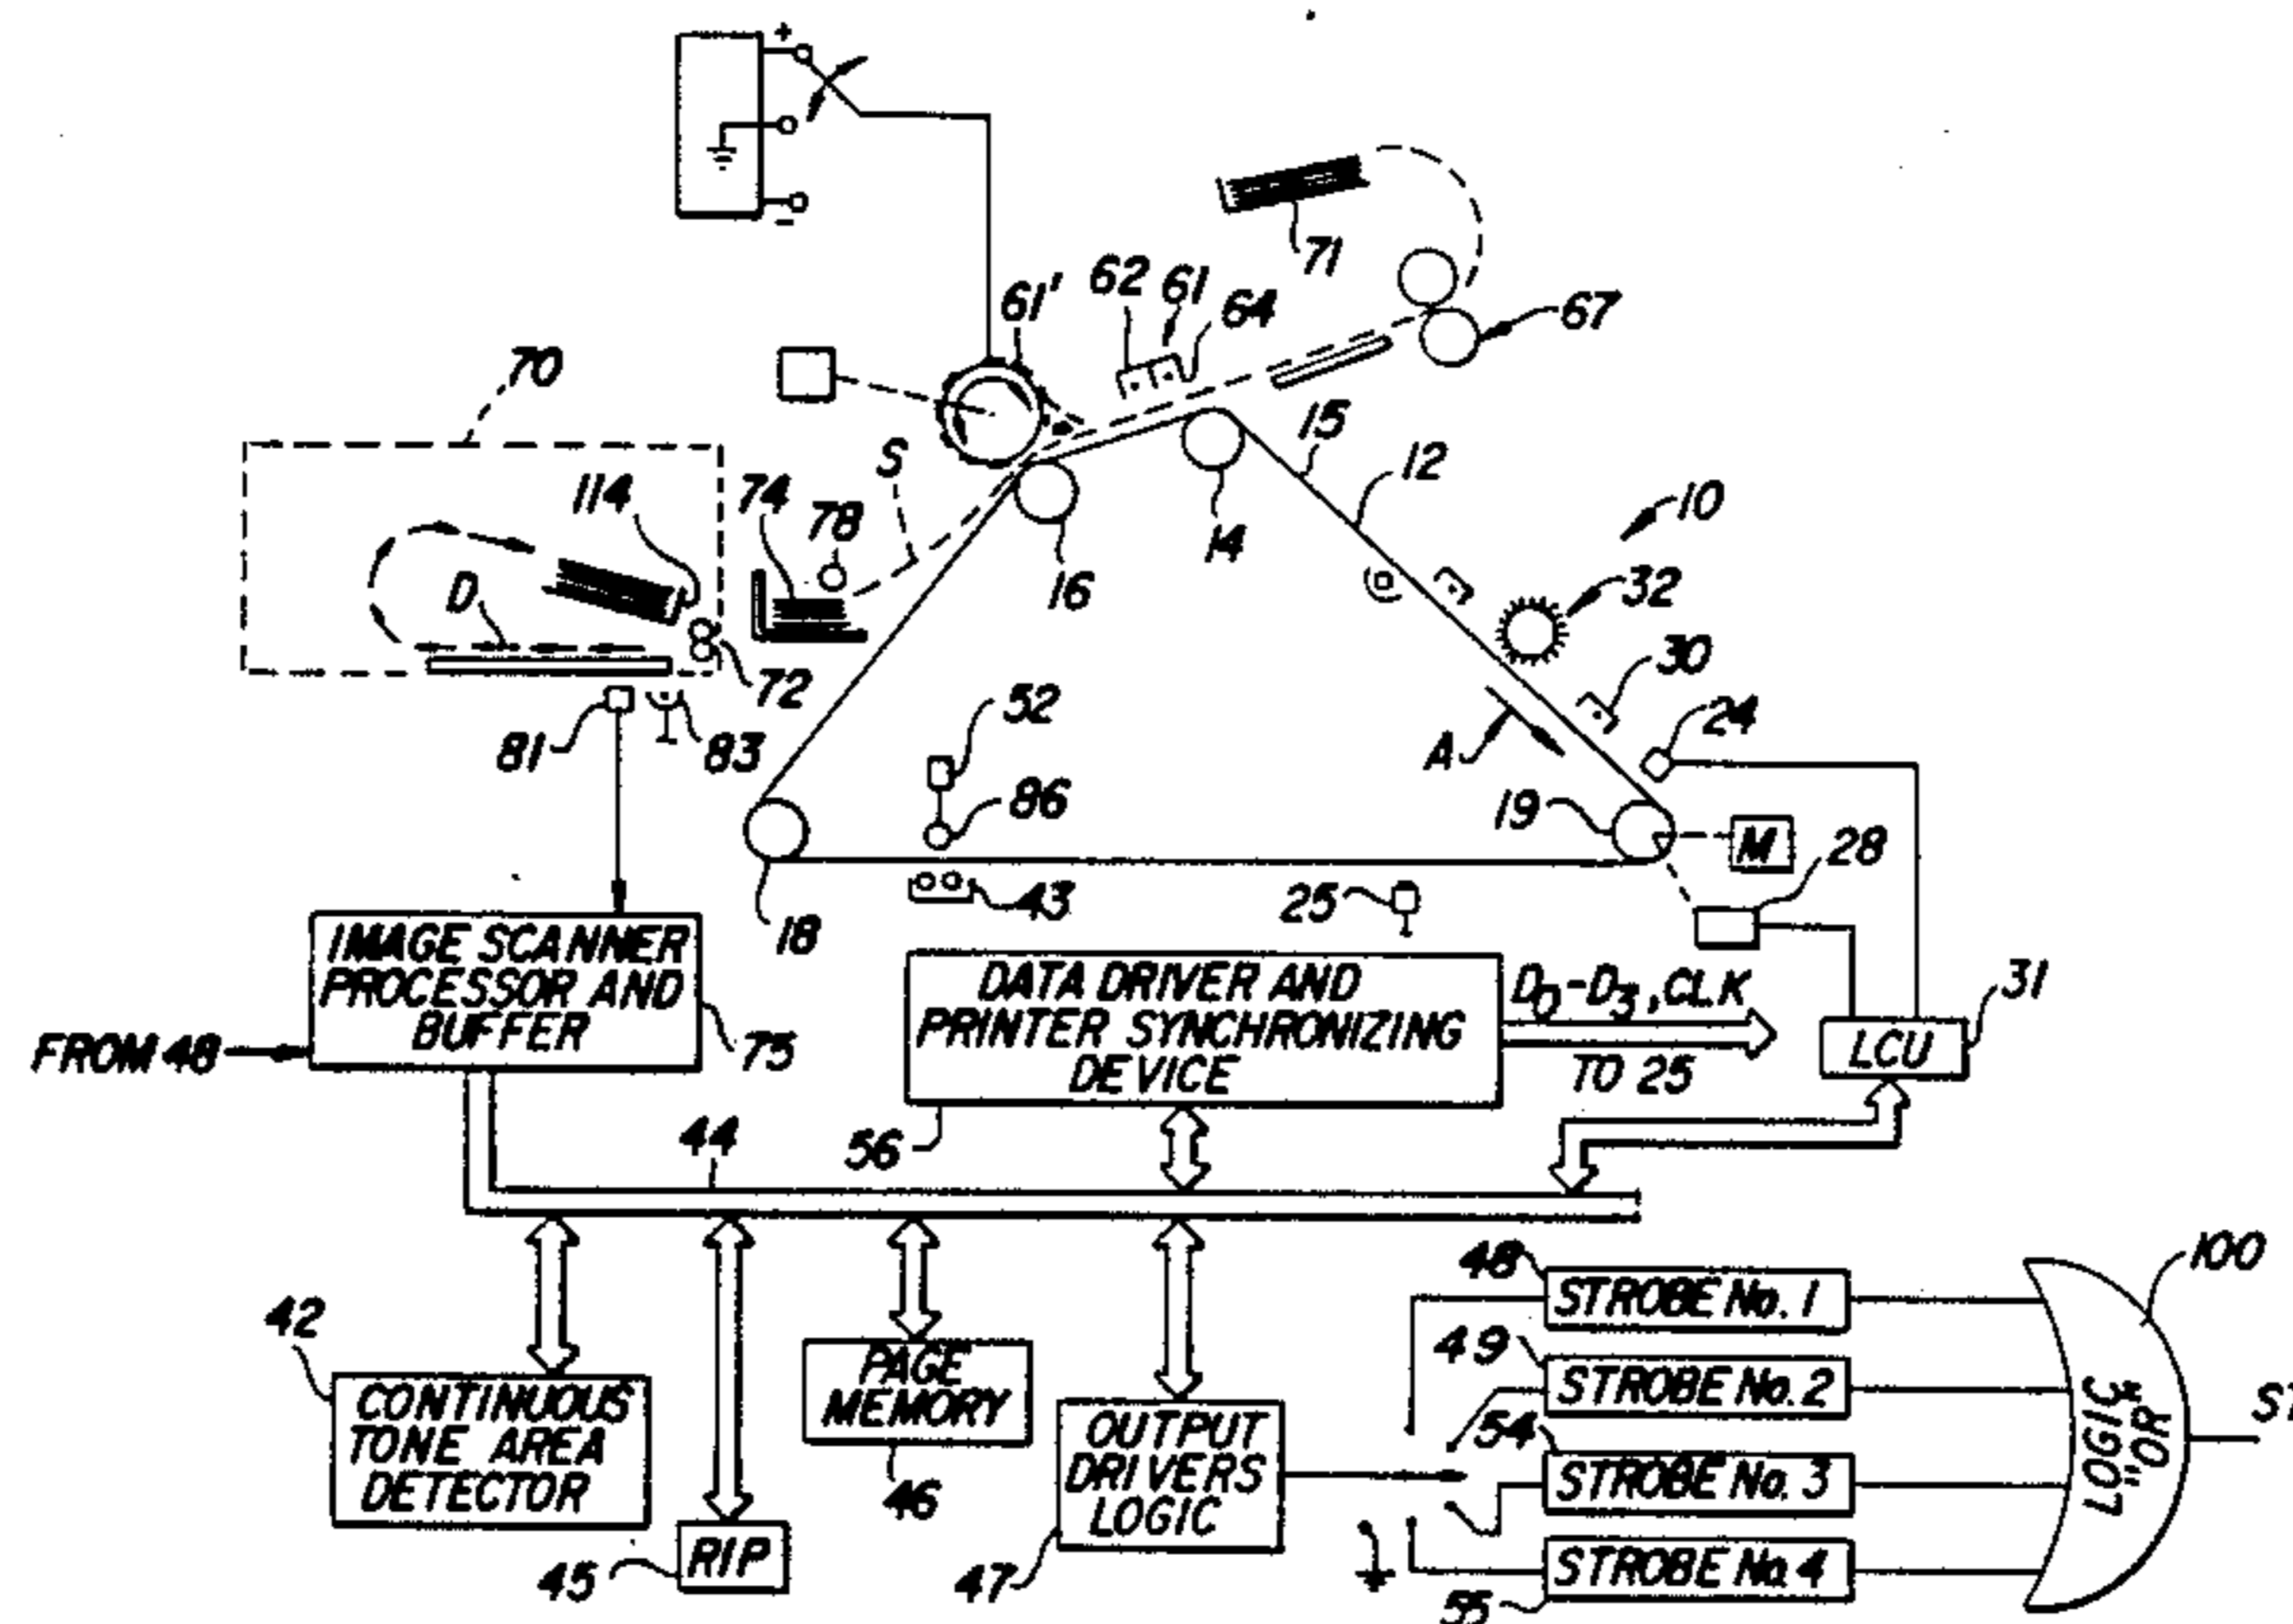 +
-
71
62
61
64
61'
67
70
15
12
S
10
114
74
78
14
32
16
D
30
72
52
24
81
83
A
86
19
M
28
43
25
18
IMAGE SCANNER
PROCESSOR AND
BUFFER
DATA DRIVER AND
PRINTER SYNCHRONIZING
DEVICE
D0-D3, CLK
TO 25
31
LCU
FROM 48
75
56
44
42
CONTINUOUS
TONE AREA
DETECTOR
PAGE
MEMORY
46
45
RIP
OUTPUT
DRIVERS
LOGIC
47
48
STROBE No. 1
49
STROBE No. 2
54
STROBE No. 3
STROBE No. 4
55
100
LOGIC
"OR"